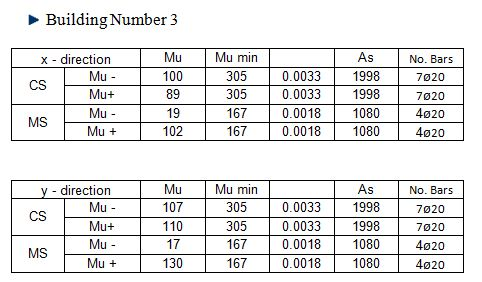 ► Building Number 3
x - direction Mu Mu min As No. Bars
CS Mu - 100 305 0.0033 1998 7ø20
Mu+ 89 305 0.0033 1998 7ø20
MS Mu - 19 167 0.0018 1080 4ø20
Mu + 102 167 0.0018 1080 4ø20
y - direction Mu Mu min As No. Bars
CS Mu - 107 305 0.0033 1998 7ø20
Mu+ 110 305 0.0033 1998 7ø20
MS Mu - 17 167 0.0018 1080 4ø20
Mu + 130 167 0.0018 1080 4ø20